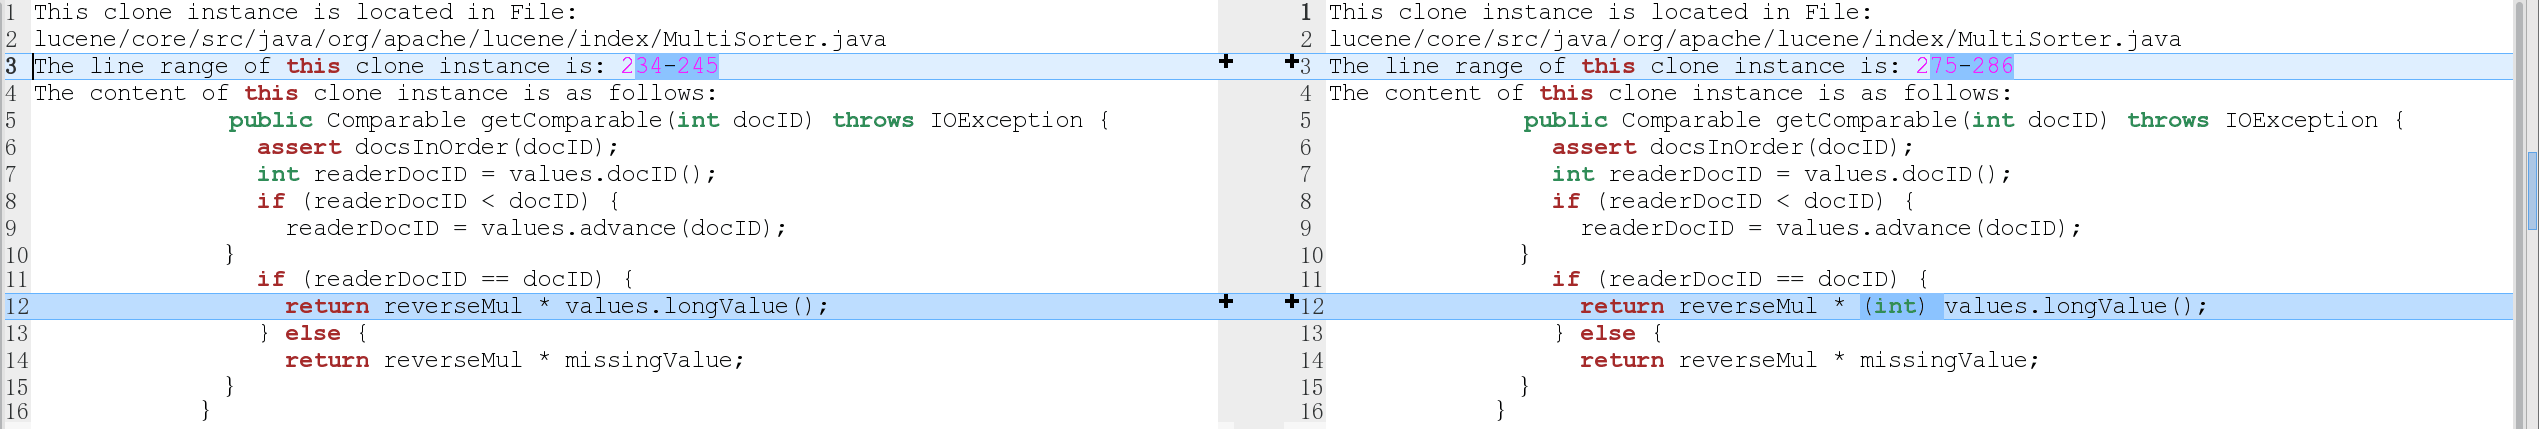 1 This clone instance is located in File:
2 lucene/core/src/java/org/apache/lucene/index/MultiSorter.java
3 The line range of this clone instance is: 234-245
4 The content of this clone instance is as follows:
5 public Comparable getComparable(int docID) throws IOException {
6 assert docsInOrder(docID);
7 int readerDocID = values.docID();
8 if (readerDocID < docID) {
9 readerDocID = values.advance(docID);
10 }
11 if (readerDocID == docID) {
12 return reverseMul * values.longValue();
13 } else {
14 return reverseMul * missingValue;
15 }
16 }
1 This clone instance is located in File:
2 lucene/core/src/java/org/apache/lucene/index/MultiSorter.java
3 The line range of this clone instance is: 275-286
4 The content of this clone instance is as follows:
5 public Comparable getComparable(int docID) throws IOException {
6 assert docsInOrder(docID);
7 int readerDocID = values.docID();
8 if (readerDocID < docID) {
9 readerDocID = values.advance(docID);
10 }
11 if (readerDocID == docID) {
12 return reverseMul * (int) values.longValue();
13 } else {
14 return reverseMul * missingValue;
15 }
16 }